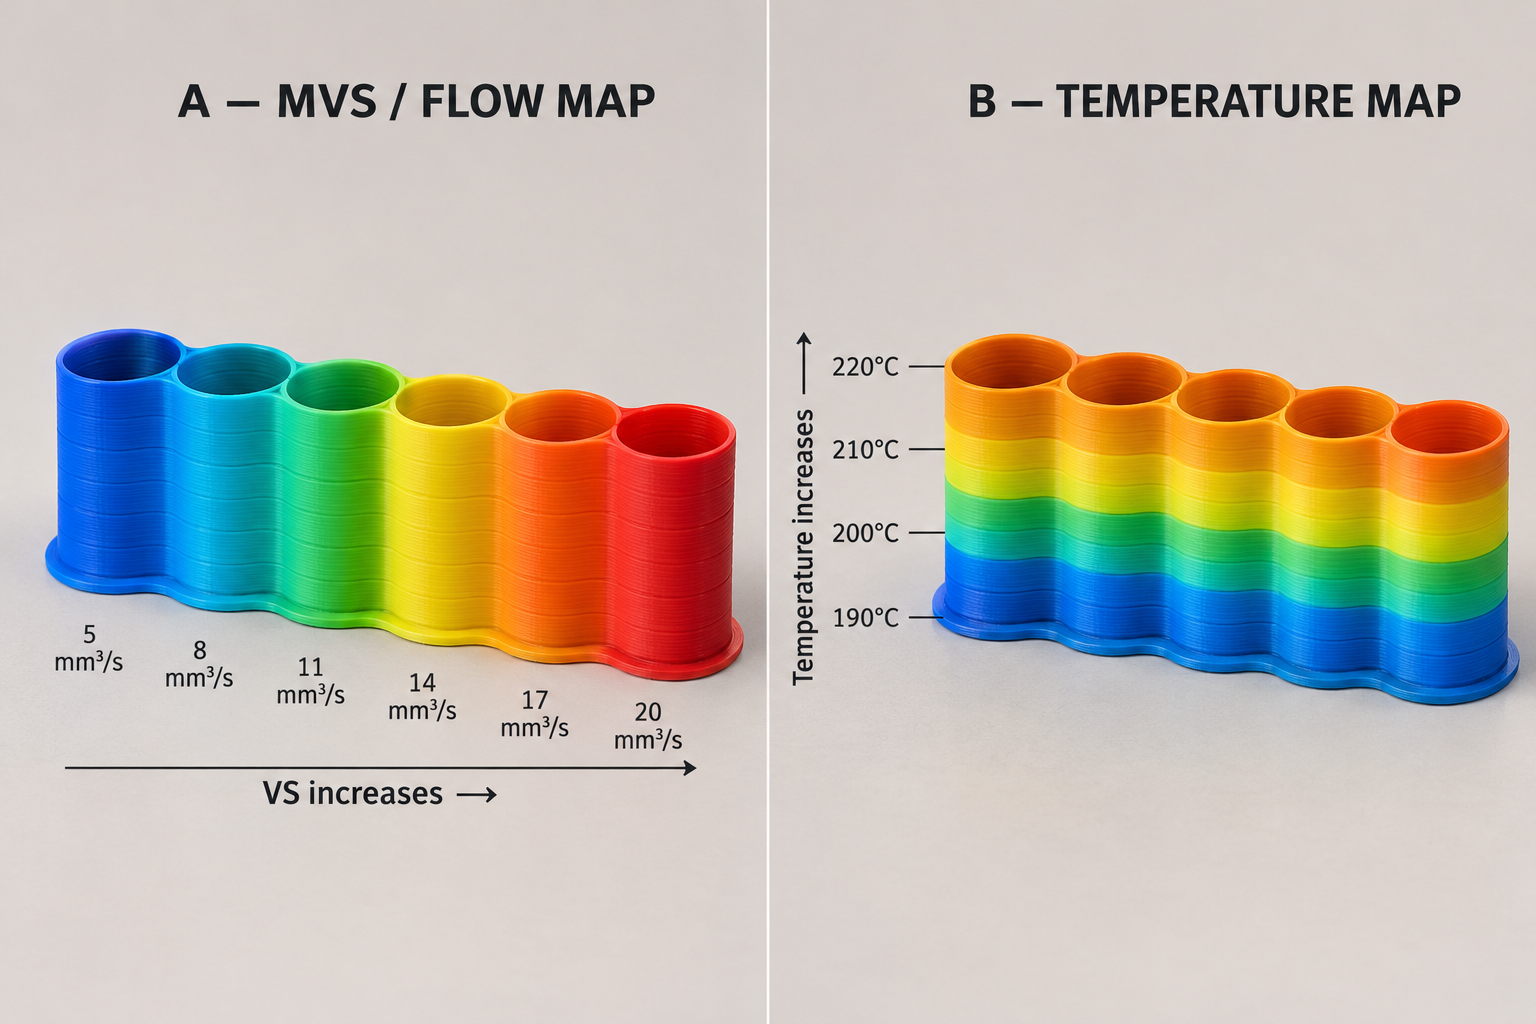 A — MVS / FLOW MAP
5
mm³/s
8
mm³/s
11
mm³/s
14
mm³/s
17
mm³/s
20
mm³/s
VS increases →
B — TEMPERATURE MAP
Temperature increases →
220°C
210°C
200°C
190°C